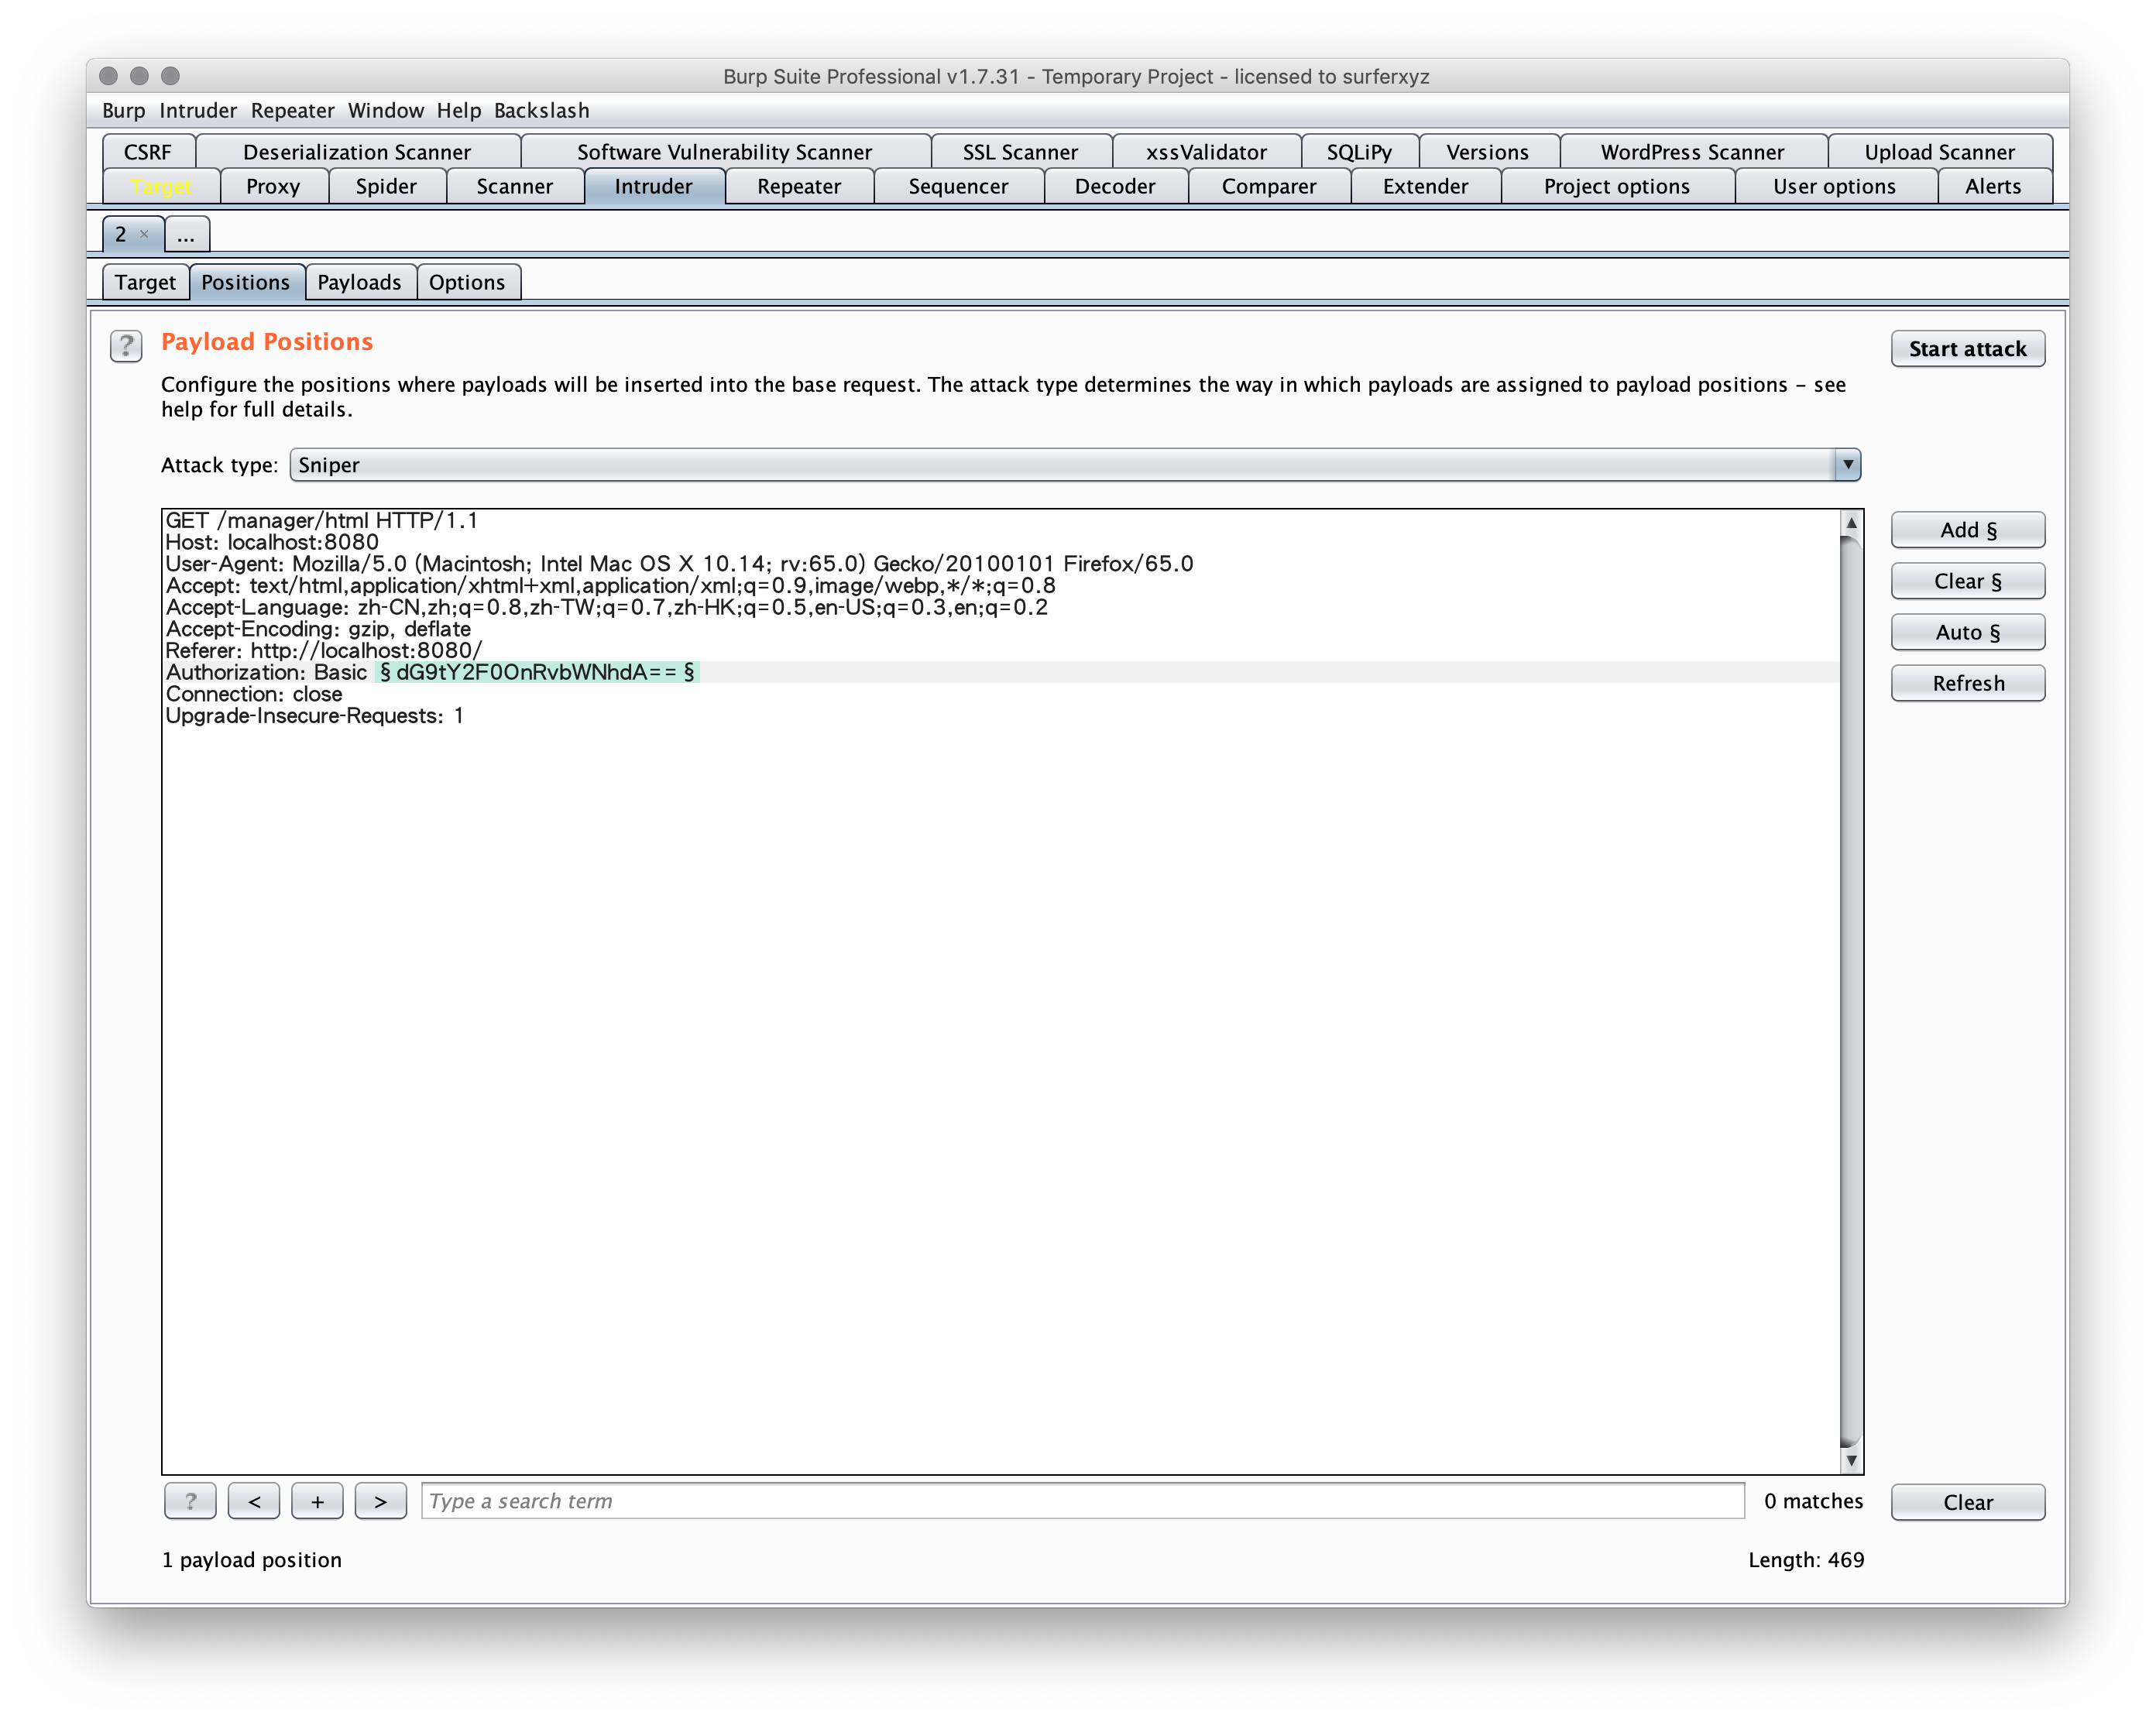 Burp Suite Professional v1.7.31 - Temporary Project - licensed to surferxyz
Burp Intruder Repeater Window Help Backslash
CSRF Deserialization Scanner Software Vulnerability Scanner SSL Scanner xssValidator SQLiPy Versions WordPress Scanner Upload Scanner
Target Proxy Spider Scanner Intruder Repeater Sequencer Decoder Comparer Extender Project options User options Alerts
2 × ...
Target Positions Payloads Options
? Payload Positions Start attack
Configure the positions where payloads will be inserted into the base request. The attack type determines the way in which payloads are assigned to payload positions – see
help for full details.
Attack type: Sniper
GET /manager/html HTTP/1.1
Host: localhost:8080
User-Agent: Mozilla/5.0 (Macintosh; Intel Mac OS X 10.14; rv:65.0) Gecko/20100101 Firefox/65.0
Accept: text/html,application/xhtml+xml,application/xml;q=0.9,image/webp,*/*;q=0.8
Accept-Language: zh-CN,zh;q=0.8,zh-TW;q=0.7,zh-HK;q=0.5,en-US;q=0.3,en;q=0.2
Accept-Encoding: gzip, deflate
Referer: http://localhost:8080/
Authorization: Basic §dG9tY2F0OnRvbWNhdA==§
Connection: close
Upgrade-Insecure-Requests: 1
Add §
Clear §
Auto §
Refresh
? < + > Type a search term 0 matches Clear
1 payload position Length: 469